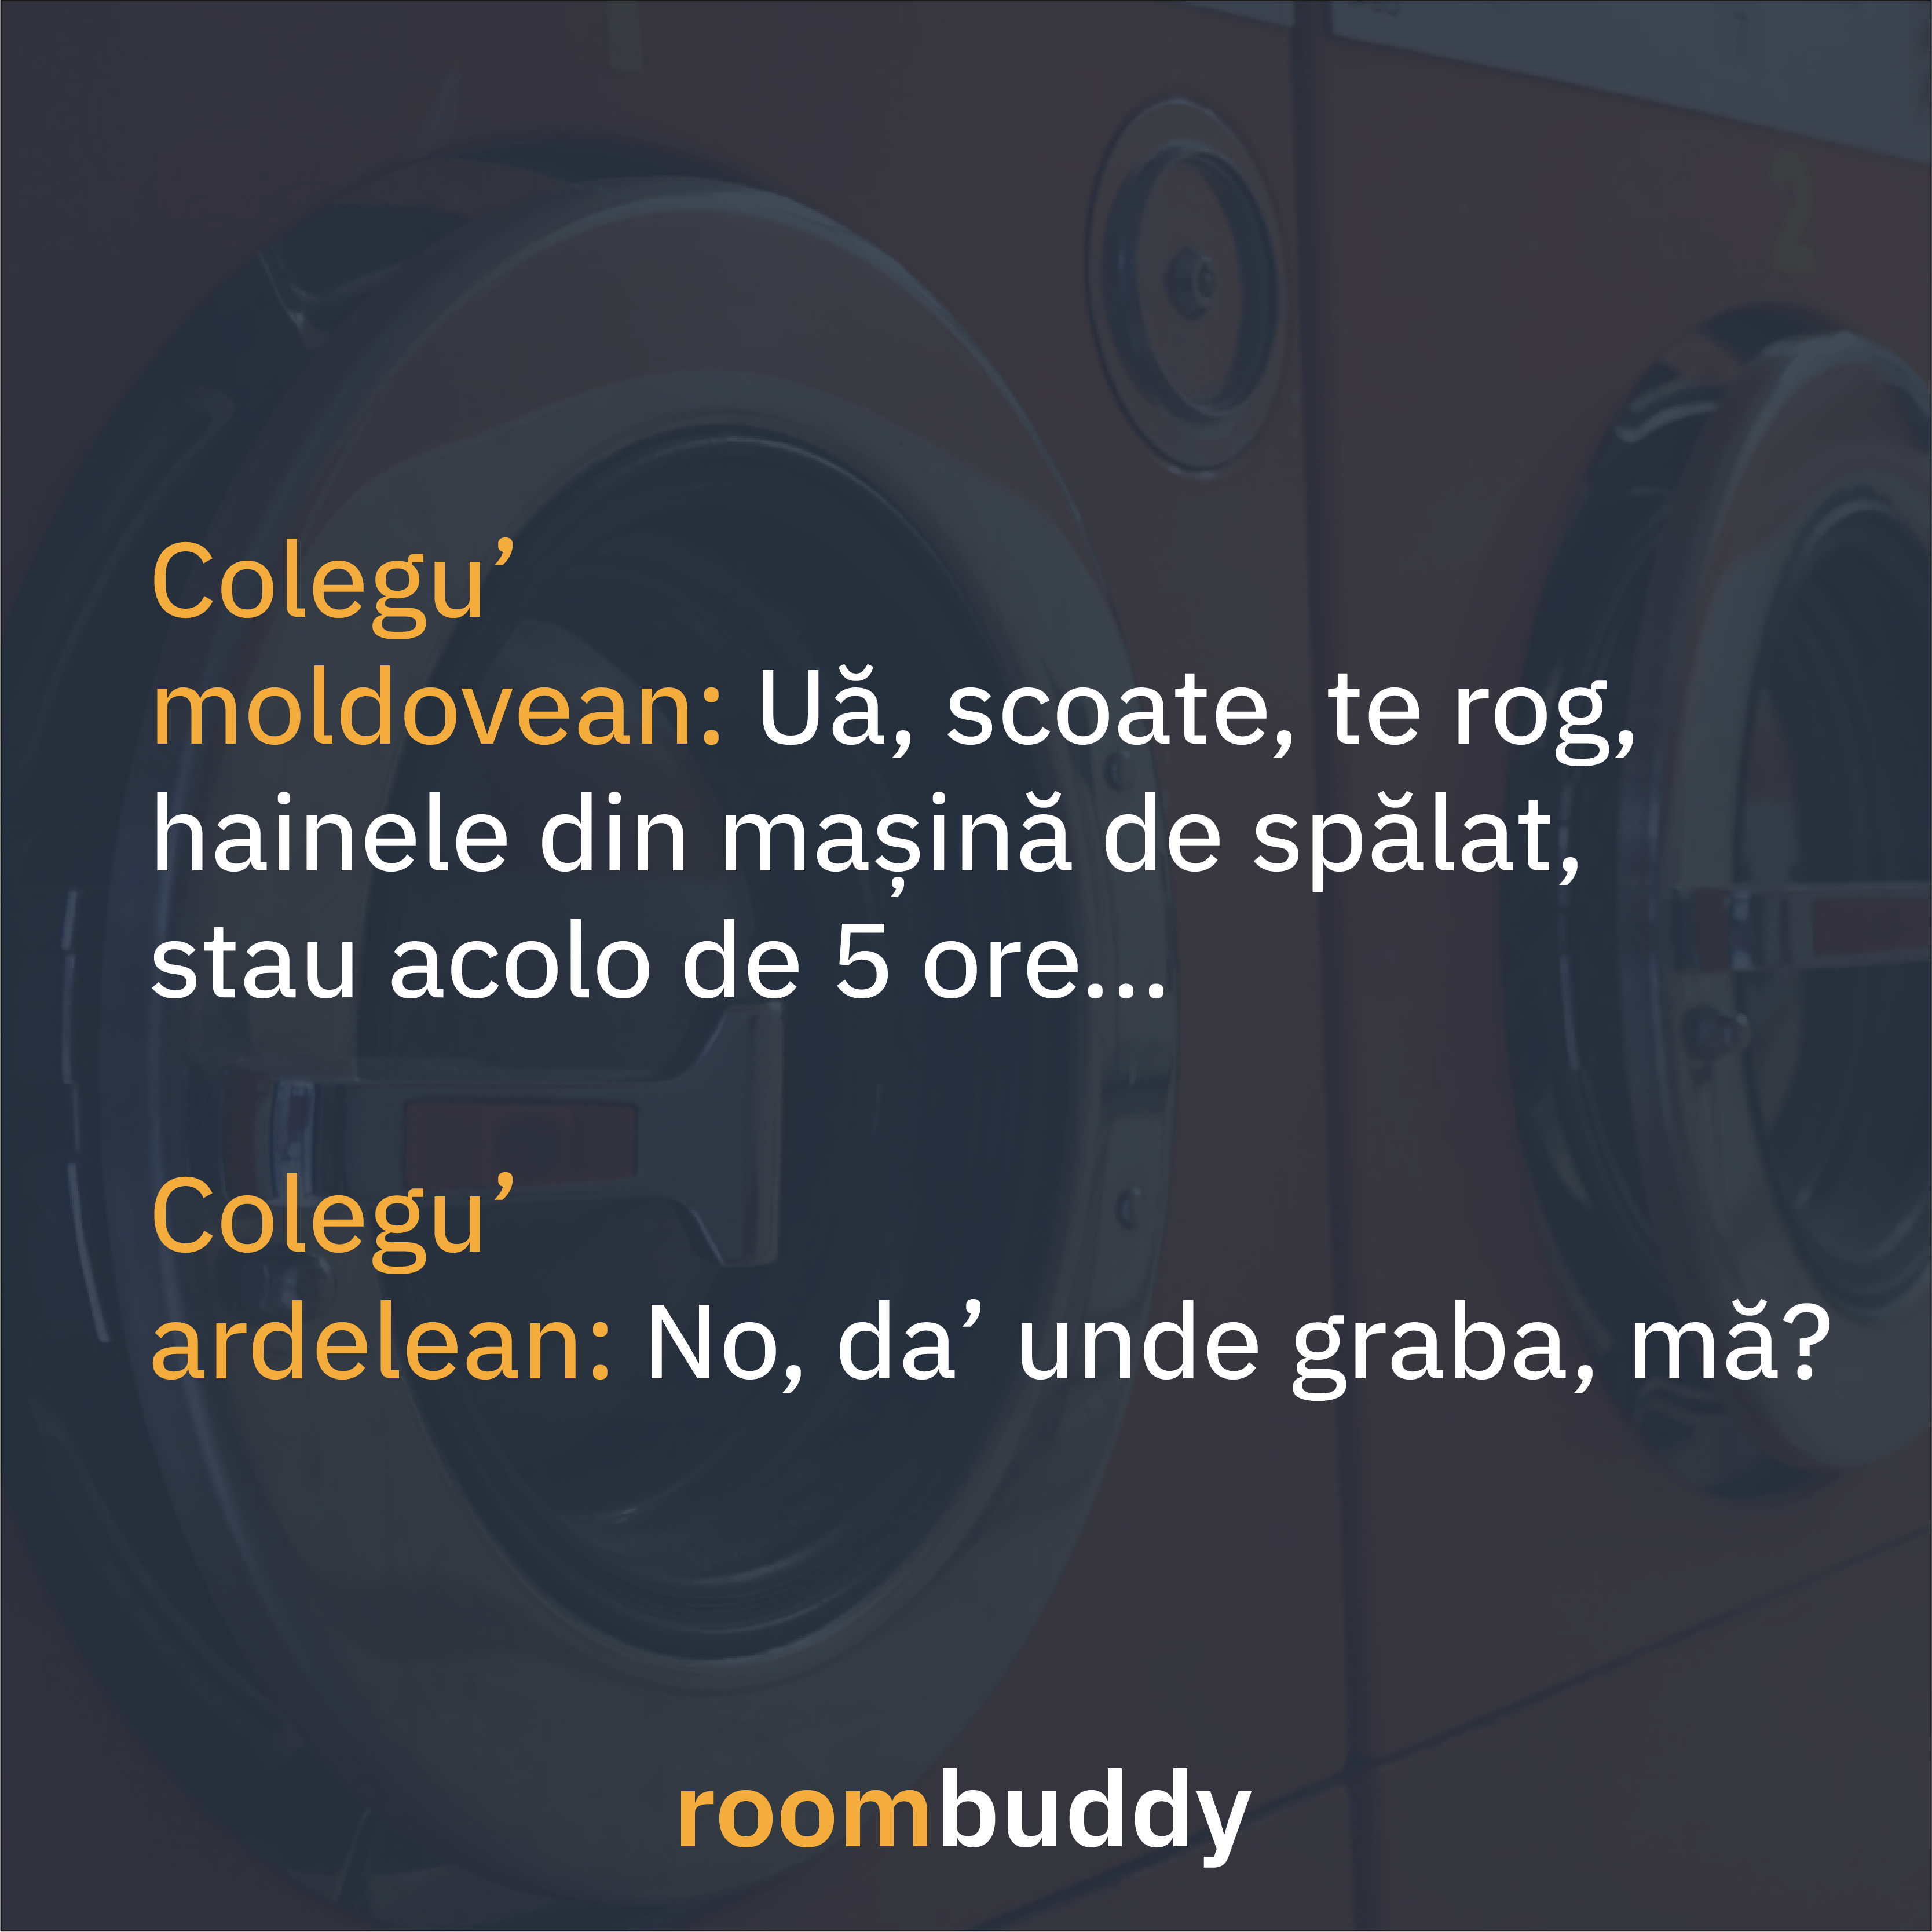 Colegu’
moldovean: Uă, scoate, te rog,
hainele din mașină de spălat,
stau acolo de 5 ore...
Colegu’
ardelean: No, da’ unde graba, mă?
roombuddy
2